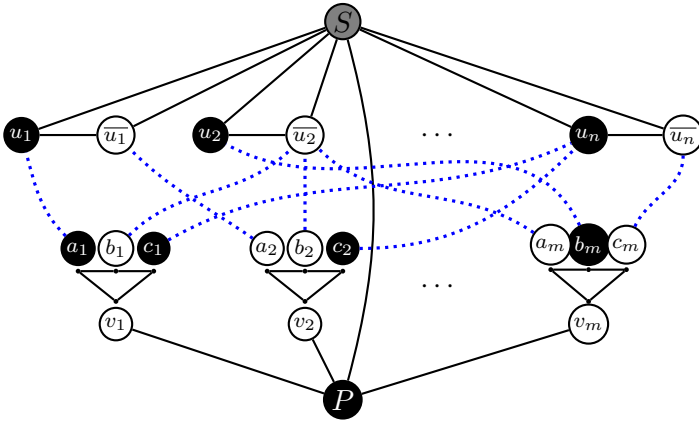 S
u₁ u̅₁ u₂ u̅₂ ... uₙ u̅ₙ
a₁ b₁ c₁ a₂ b₂ c₂ aₘ bₘ cₘ
...
v₁ v₂ vₘ
P